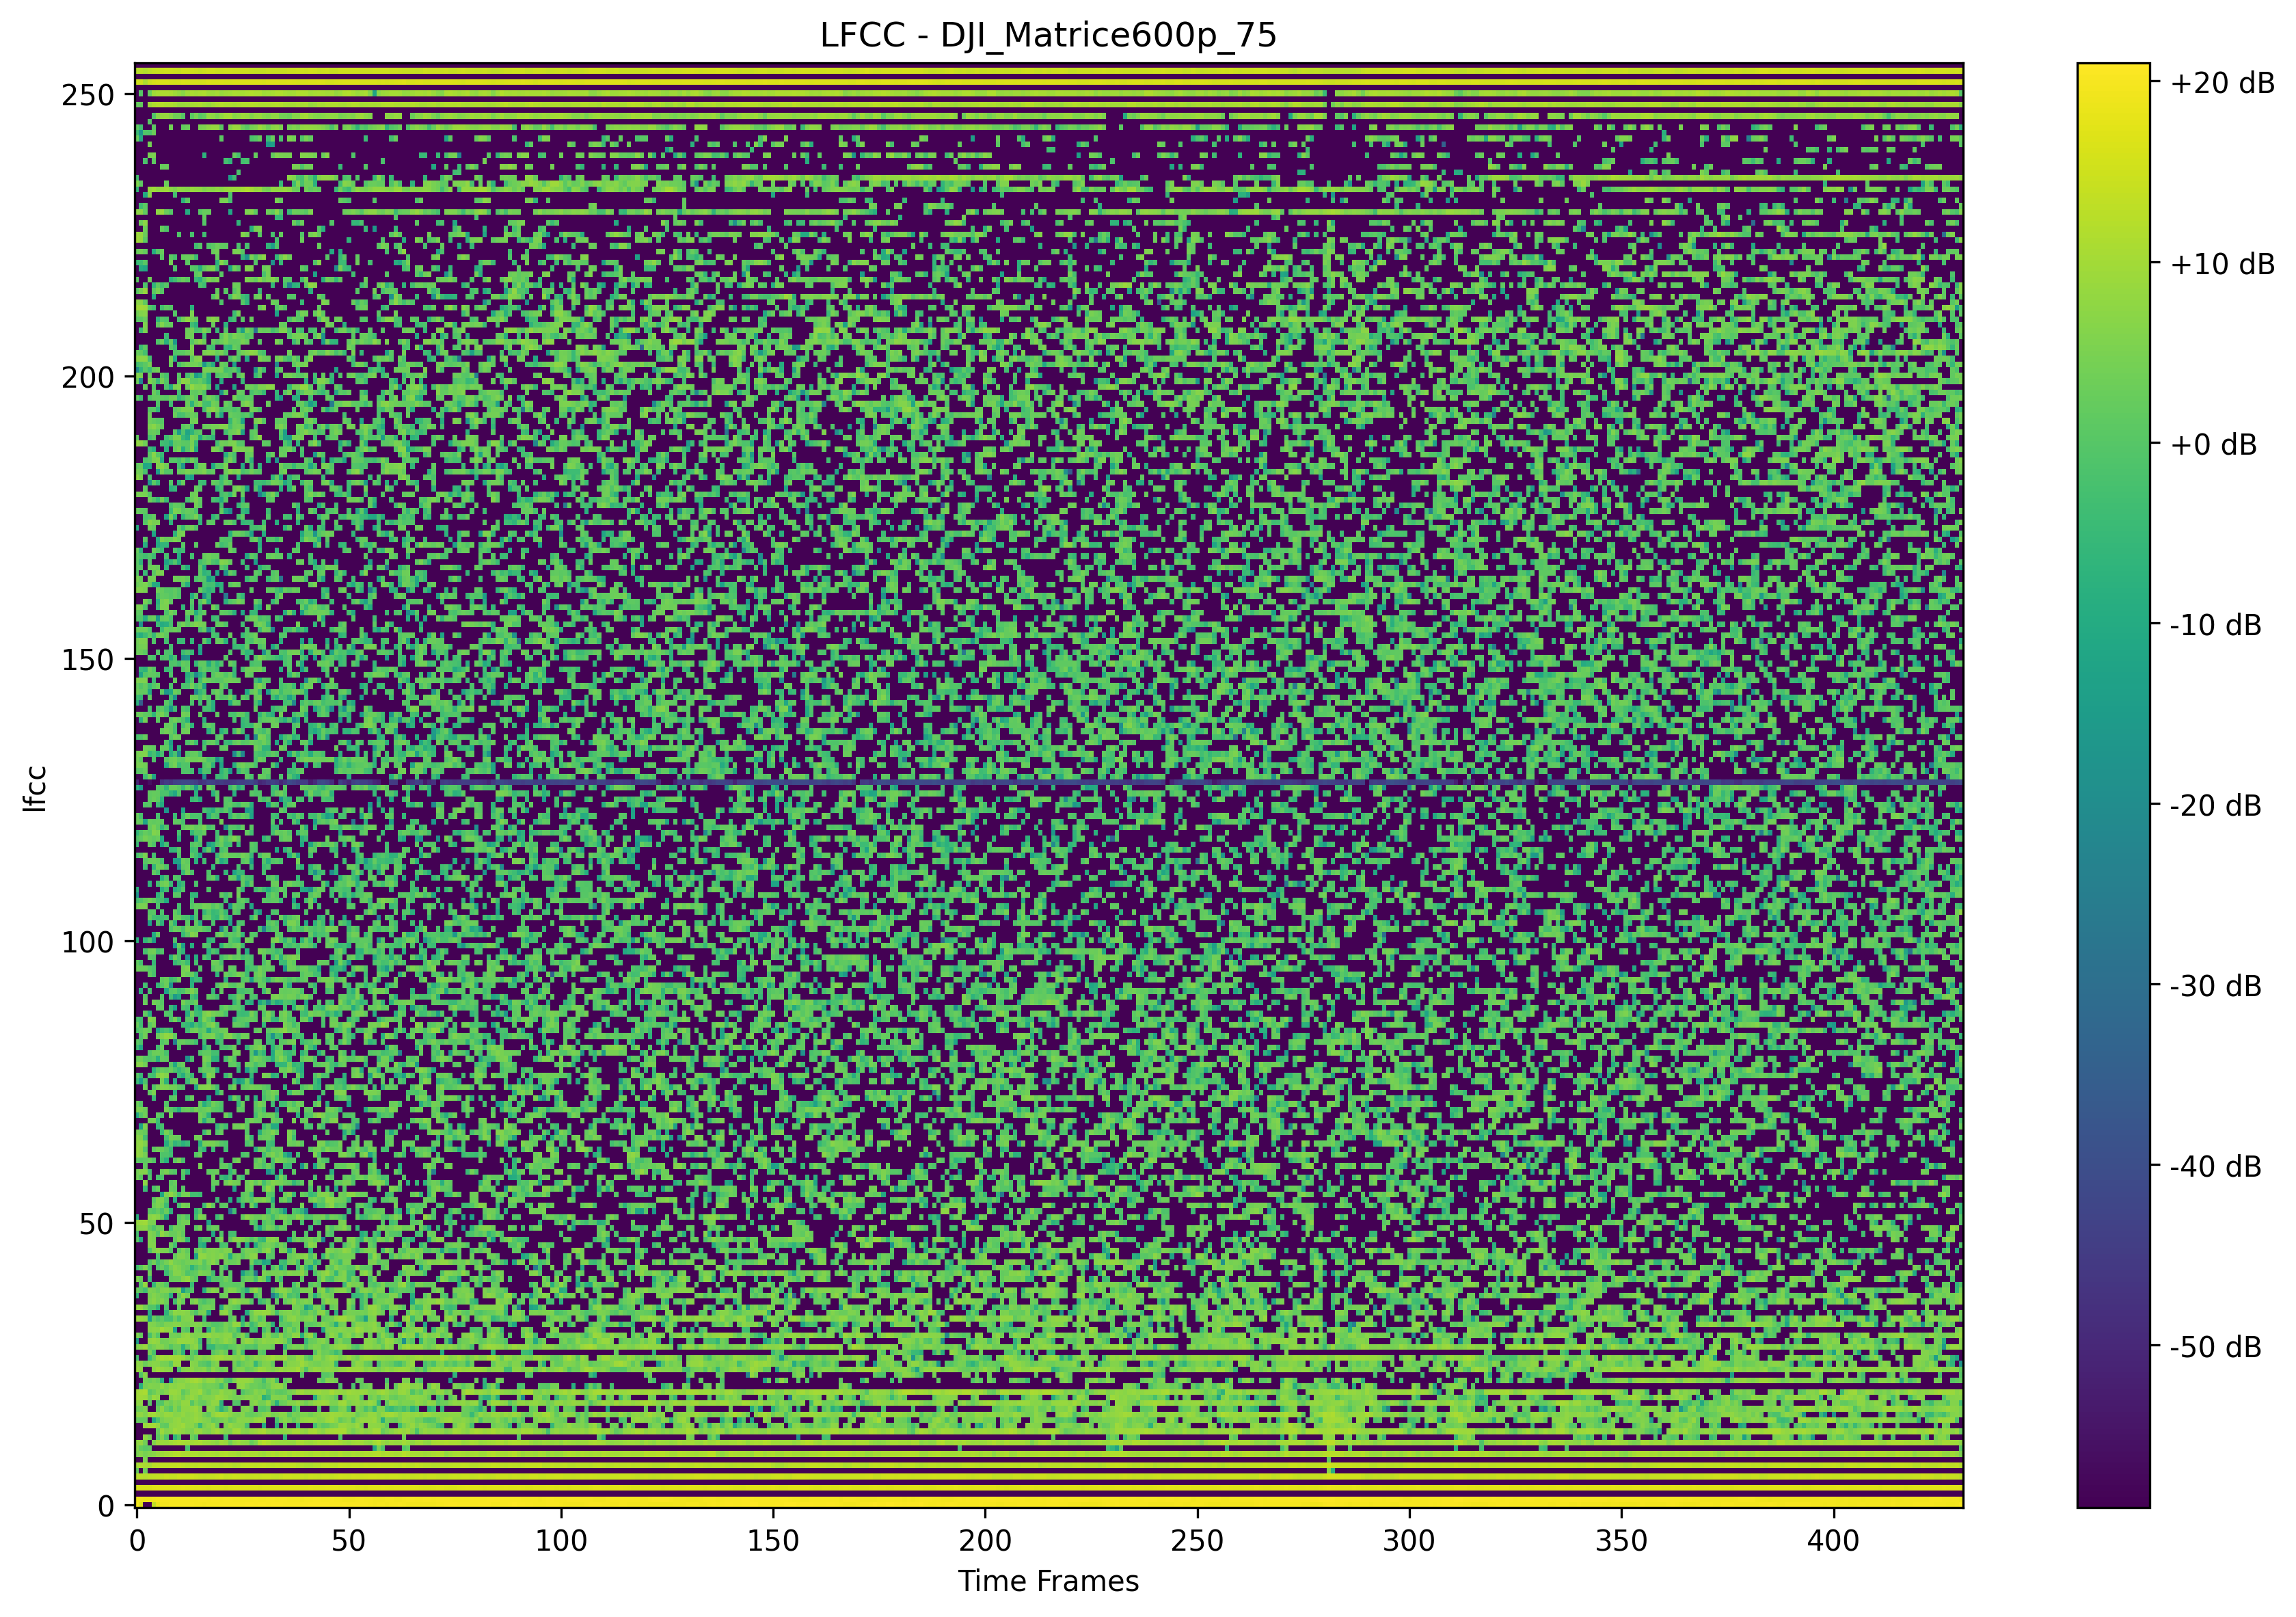 LFCC - DJI_Matrice600p_75
250
200
150
100
50
0
lfcc
0 50 100 150 200 250 300 350 400
Time Frames
+20 dB
+10 dB
+0 dB
-10 dB
-20 dB
-30 dB
-40 dB
-50 dB